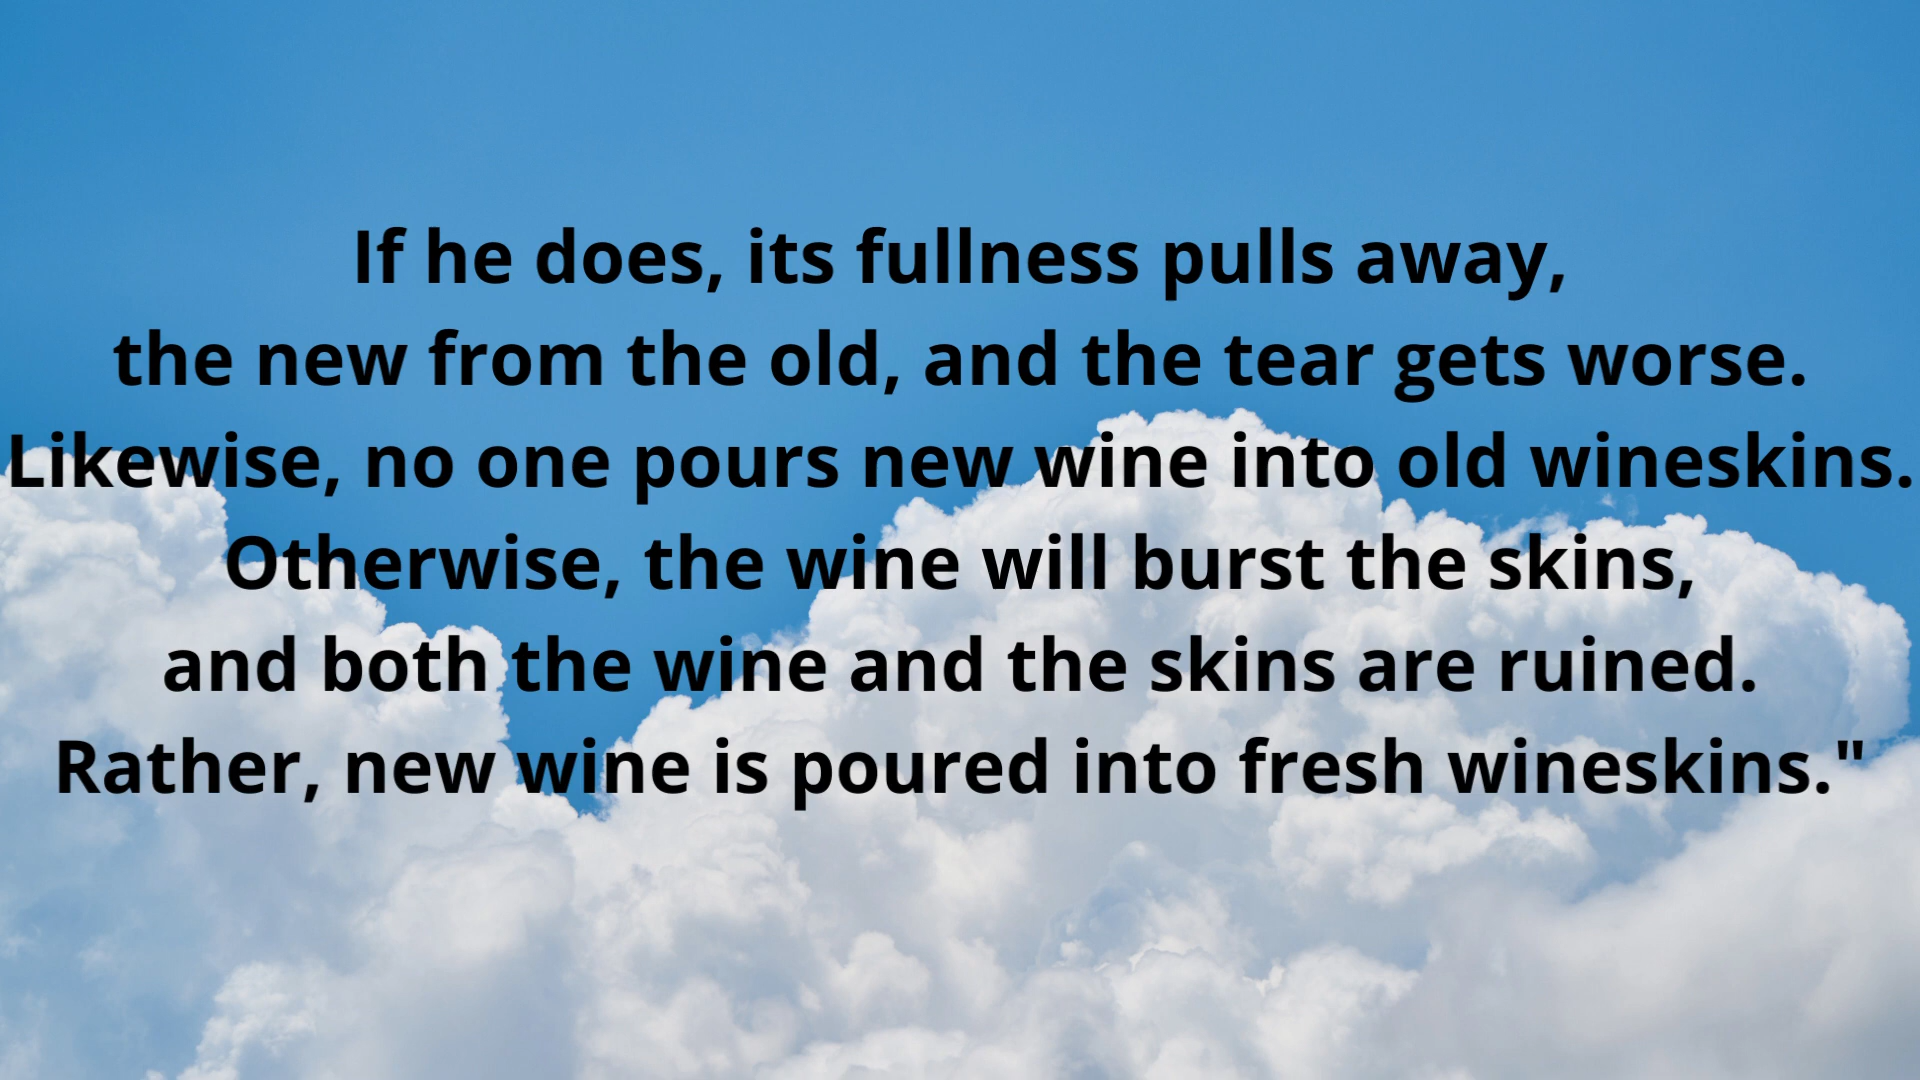 If he does, its fullness pulls away,
the new from the old, and the tear gets worse.
Likewise, no one pours new wine into old wineskins.
Otherwise, the wine will burst the skins,
and both the wine and the skins are ruined.
Rather, new wine is poured into fresh wineskins."